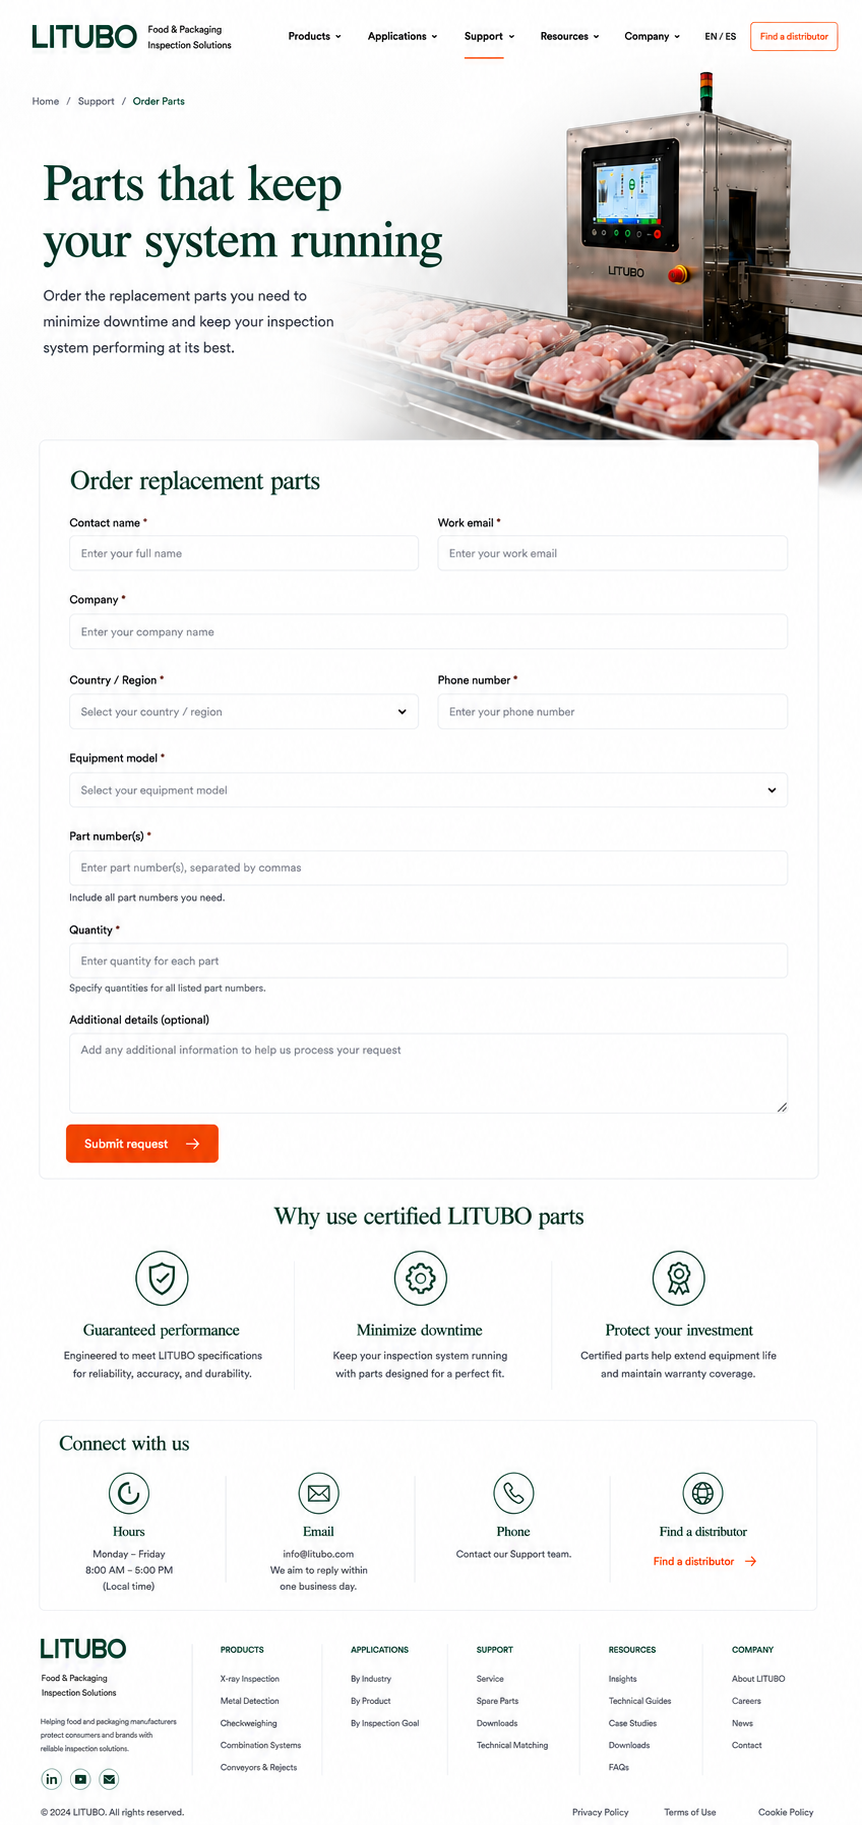 LITUBO
Food & Packaging
Inspection Solutions
Products
Applications
Support
Resources
Company
EN / ES
Find a distributor
Home / Support / Order Parts
Parts that keep
your system running
Order the replacement parts you need to
minimize downtime and keep your inspection
system performing at its best.
LITUBO
Order replacement parts
Contact name *
Work email *
Enter your full name
Enter your work email
Company *
Enter your company name
Country / Region *
Phone number *
Select your country / region
Enter your phone number
Equipment model *
Select your equipment model
Part number(s) *
Enter part number(s), separated by commas
Include all part numbers you need.
Quantity *
Enter quantity for each part
Specify quantities for all listed part numbers.
Additional details (optional)
Add any additional information to help us process your request
Submit request
Why use certified LITUBO parts
Guaranteed performance
Engineered to meet LITUBO specifications
for reliability, accuracy, and durability.
Minimize downtime
Keep your inspection system running
with parts designed for a perfect fit.
Protect your investment
Certified parts help extend equipment life
and maintain warranty coverage.
Connect with us
Hours
Monday – Friday
8:00 AM – 5:00 PM
(Local time)
Email
info@litubo.com
We aim to reply within
one business day.
Phone
Contact our Support team.
Find a distributor
Find a distributor
LITUBO
Food & Packaging
Inspection Solutions
Helping food and packaging manufacturers
protect consumers and brands with
reliable inspection solutions.
in
PRODUCTS
X-ray Inspection
Metal Detection
Checkweighing
Combination Systems
Conveyors & Rejects
APPLICATIONS
By Industry
By Product
By Inspection Goal
SUPPORT
Service
Spare Parts
Downloads
Technical Matching
RESOURCES
Insights
Technical Guides
Case Studies
Downloads
FAQs
COMPANY
About LITUBO
Careers
News
Contact
© 2024 LITUBO. All rights reserved.
Privacy Policy
Terms of Use
Cookie Policy